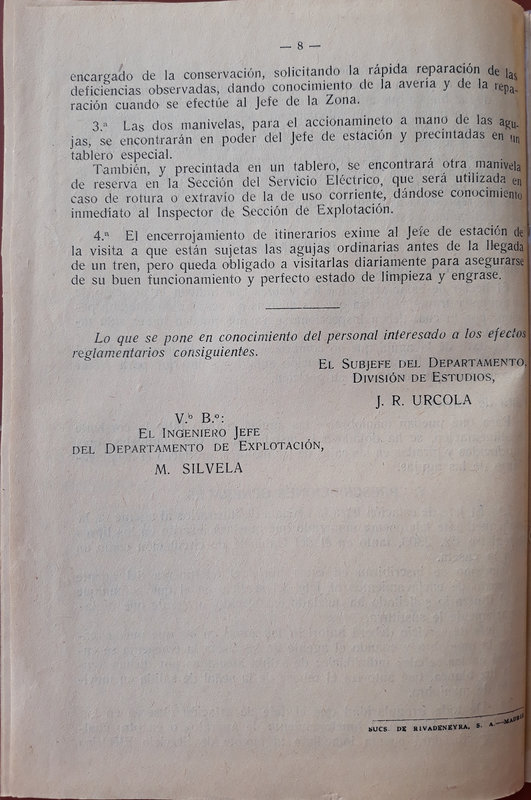 — 8 —
encargado de la conservación, solicitando la rápida reparación de las
deficiencias observadas, dando conocimiento de la avería y de la repa-
ración cuando se efectúe al Jefe de la Zona.
3.ª Las dos manivelas, para el accionamineto a mano de las agu-
jas, se encontrarán en poder del Jefe de estación y precintadas en un
tablero especial.
También, y precintada en un tablero, se encontrará otra manivela
de reserva en la Sección del Servicio Eléctrico, que será utilizada en
caso de rotura o extravío de la de uso corriente, dándose conocimiento
inmediato al Inspector de Sección de Explotación.
4.ª El encerrojamiento de itinerarios exime al Jefe de estación de
la visita a que están sujetas las agujas ordinarias antes de la llegada
de un tren, pero queda obligado a visitarlas diariamente para asegurarse
de su buen funcionamiento y perfecto estado de limpieza y engrase.
Lo que se pone en conocimiento del personal interesado a los efectos
reglamentarios consiguientes.
El Subjefe del Departamento,
División de Estudios,
J. R. URCOLA
V.º B.º:
El Ingeniero Jefe
del Departamento de Explotación,
M. SILVELA
SUCS. DE RIVADENEYRA, S. A.—MADRID